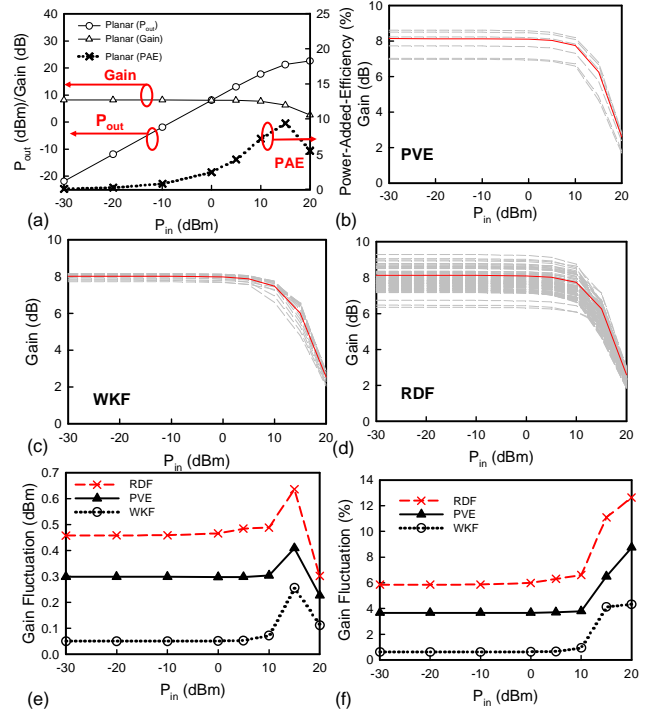 Planar (P_out)
Planar (Gain)
Planar (PAE)
Gain
P_out
PAE
P_out (dBm)/Gain (dB)
40
30
20
10
0
-10
-20
25
20
15
10
5
0
Power-Added-Efficiency (%)
-30 -20 -10 0 10 20
P_in (dBm)
(a)
Gain (dB)
10
8
6
4
2
0
PVE
-30 -20 -10 0 10 20
P_in (dBm)
(b)
Gain (dB)
10
8
6
4
2
0
WKF
-30 -20 -10 0 10 20
P_in (dBm)
(c)
Gain (dB)
10
8
6
4
2
0
RDF
-30 -20 -10 0 10 20
P_in (dBm)
(d)
Gain Fluctuation (dBm)
0.7
0.6
0.5
0.4
0.3
0.2
0.1
0.0
RDF
PVE
WKF
-30 -20 -10 0 10 20
P_in (dBm)
(e)
Gain Fluctuation (%)
14
12
10
8
6
4
2
0
RDF
PVE
WKF
-30 -20 -10 0 10 20
P_in (dBm)
(f)